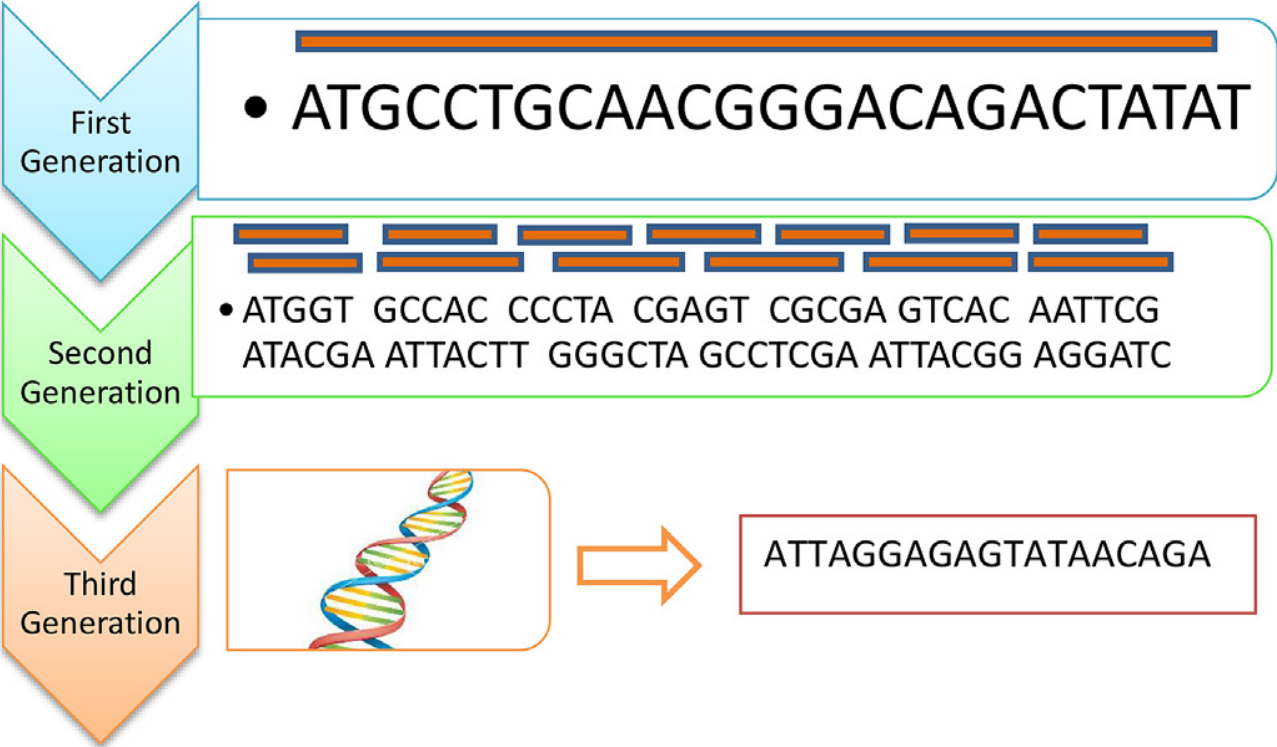 First
Generation
• ATGCCTGCAACGGGACAGACTATAT
Second
Generation
• ATGGT GCCAC CCCTA CGAGT CGCGA GTCAC AATTCG
ATACGA ATTACTT GGGCTA GCCTCGA ATTACGG AGGATC
Third
Generation
ATTAGGAGAGTATAACAGA